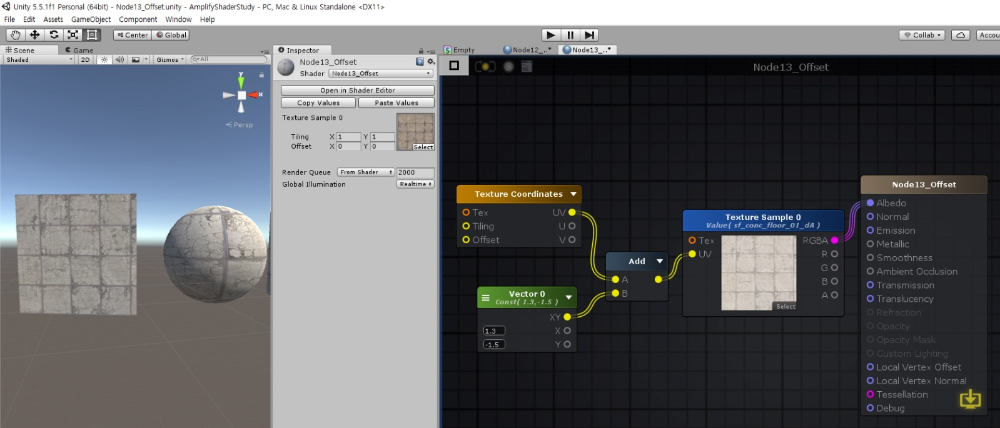 Unity 5.5.1f1 Personal (64bit) - Node13_Offset.unity - AmplifyShaderStudy - PC, Mac & Linux Standalone <DX11>
File Edit Assets GameObject Component Window Help
Center Global Collab Accou
Scene Game Inspector Empty Node12_..* Node13_..*
Shaded 2D Gizmos All
Node13_Offset
Shader Node13_Offset
Node13_Offset
y
x
Persp
Open in Shader Editor
Copy Values Paste Values
Texture Sample 0
Tiling X 1 Y 1
Offset X 0 Y 0
Select
Render Queue From Shader 2000
Global Illumination Realtime
Texture Coordinates
Tex UV
Tiling U
Offset V
Vector 0
Const( 1.3,-1.5 )
XY
1.3 X
-1.5 Y
Add
A
B
Texture Sample 0
Value( sf_conc_floor_01_dA )
Tex RGBA
UV R
G
B
A
Select
Node13_Offset
Albedo
Normal
Emission
Metallic
Smoothness
Ambient Occlusion
Transmission
Translucency
Refraction
Opacity
Opacity Mask
Custom Lighting
Local Vertex Offset
Local Vertex Normal
Tessellation
Debug